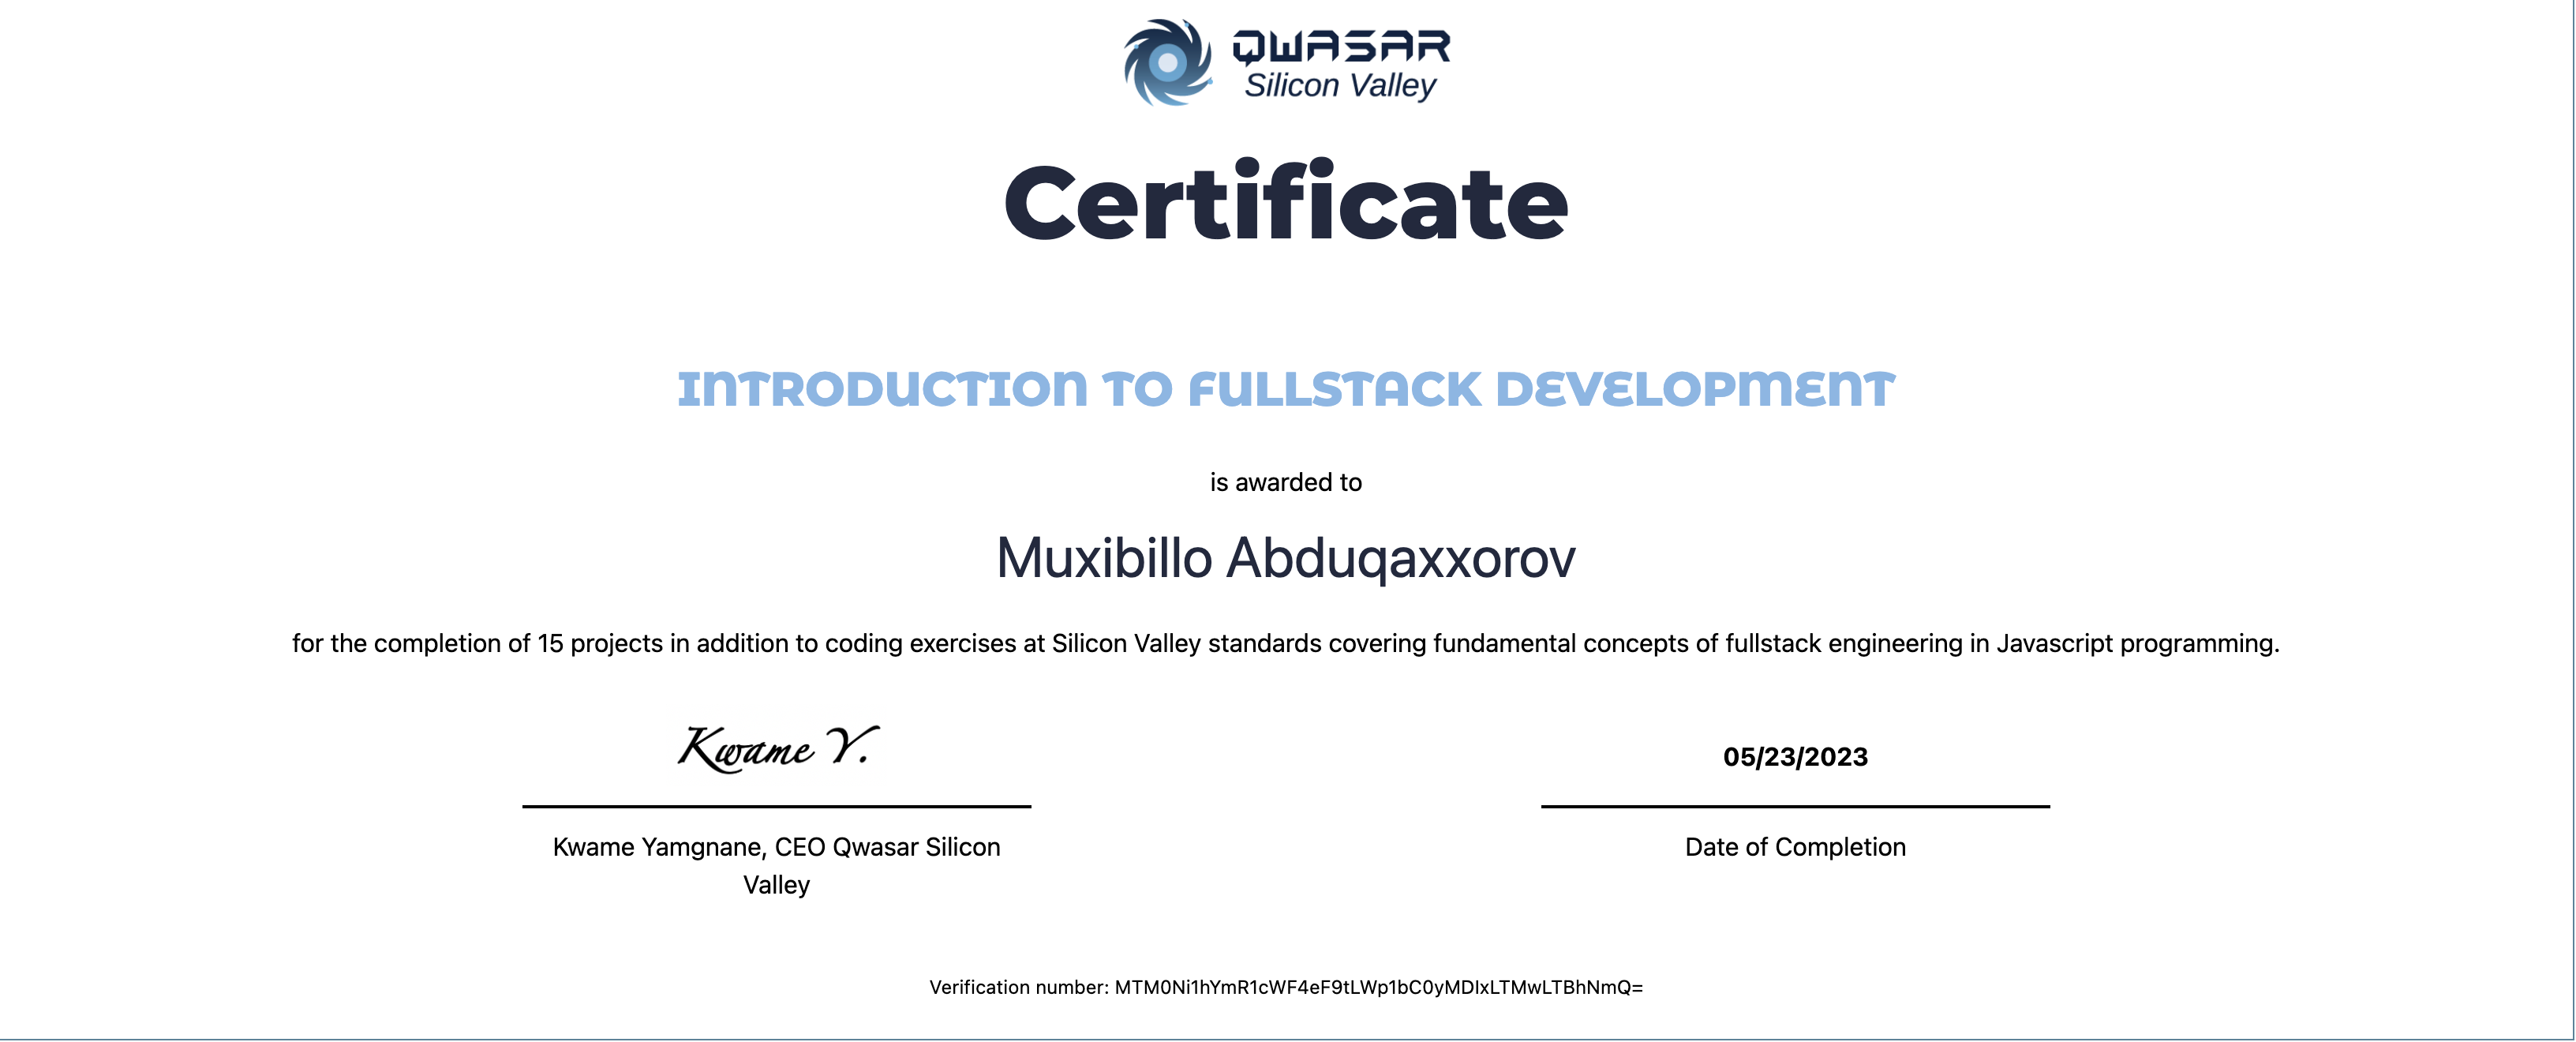 QWASAR
Silicon Valley
Certificate
INTRODUCTION TO FULLSTACK DEVELOPMENT
is awarded to
Muxibillo Abduqaxxorov
for the completion of 15 projects in addition to coding exercises at Silicon Valley standards covering fundamental concepts of fullstack engineering in Javascript programming.
Kwame Y.
05/23/2023
Kwame Yamgnane, CEO Qwasar Silicon
Valley
Date of Completion
Verification number: MTM0Ni1hYmR1cWF4eF9tLWp1bC0yMDIxLTMwLTBhNmQ=